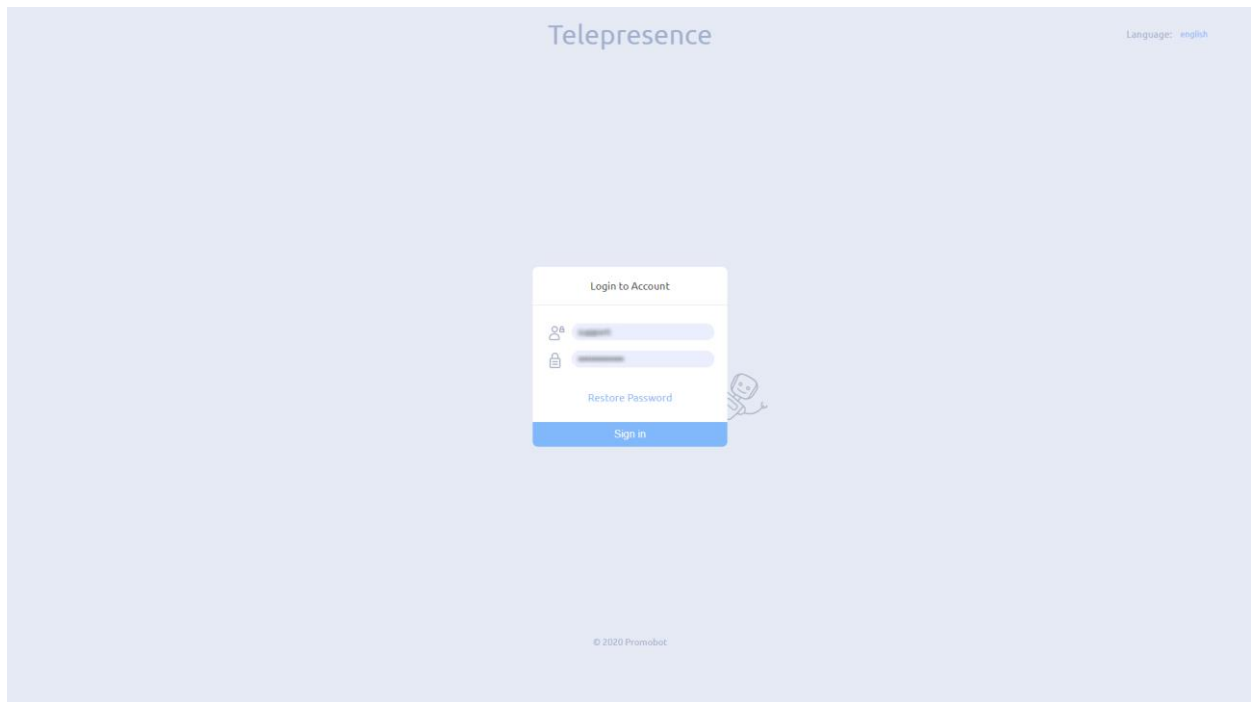 Telepresence
Language: english
Login to Account
Restore Password
Sign in
© 2020 Promobot